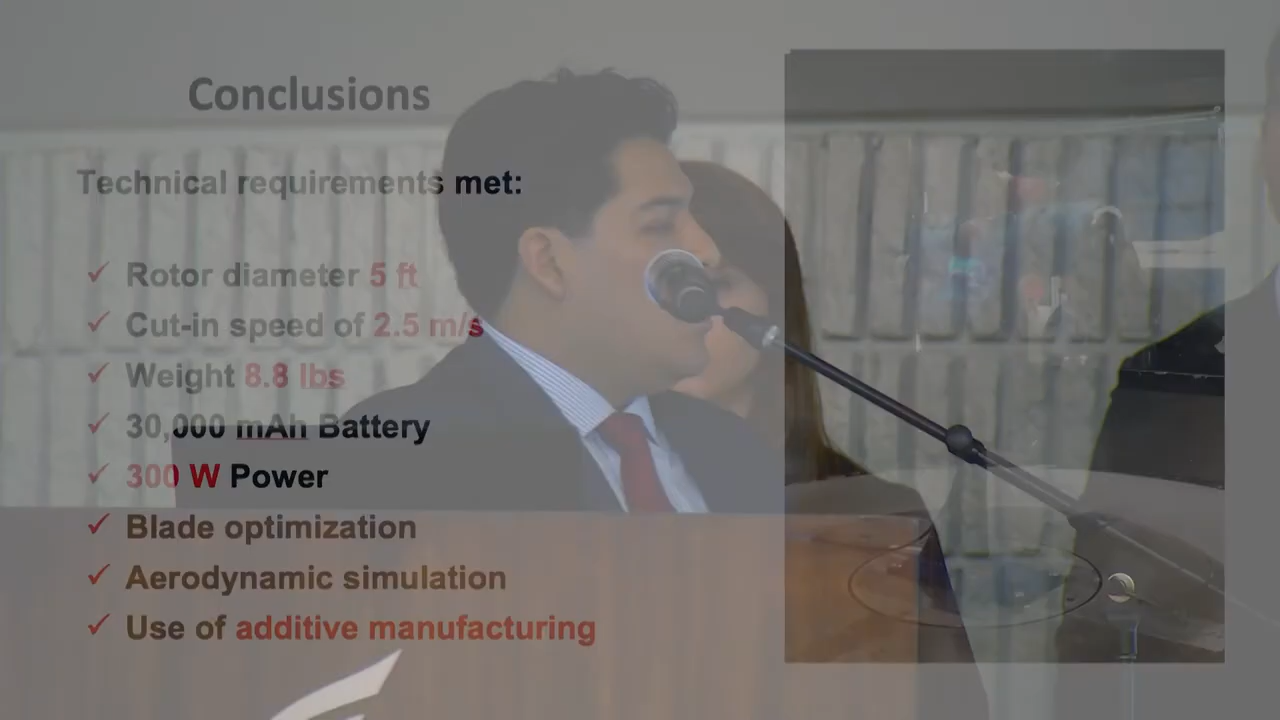 Conclusions
Technical requirements met:
✓ Rotor diameter 5 ft
✓ Cut-in speed of 2.5 m/s
✓ Weight 8.8 lbs
✓ 30,000 mAh Battery
✓ 300 W Power
✓ Blade optimization
✓ Aerodynamic simulation
✓ Use of additive manufacturing